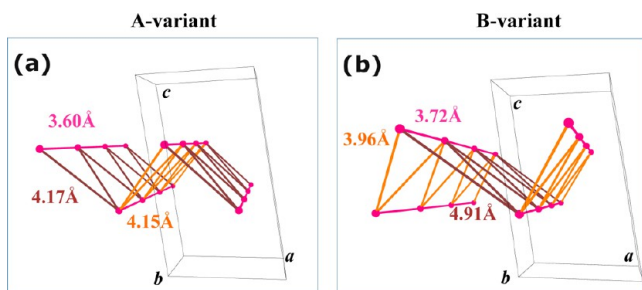 A-variant
B-variant
(a)
c
3.60Å
4.17Å
4.15Å
b
a
(b)
c
3.96Å
3.72Å
4.91Å
b
a